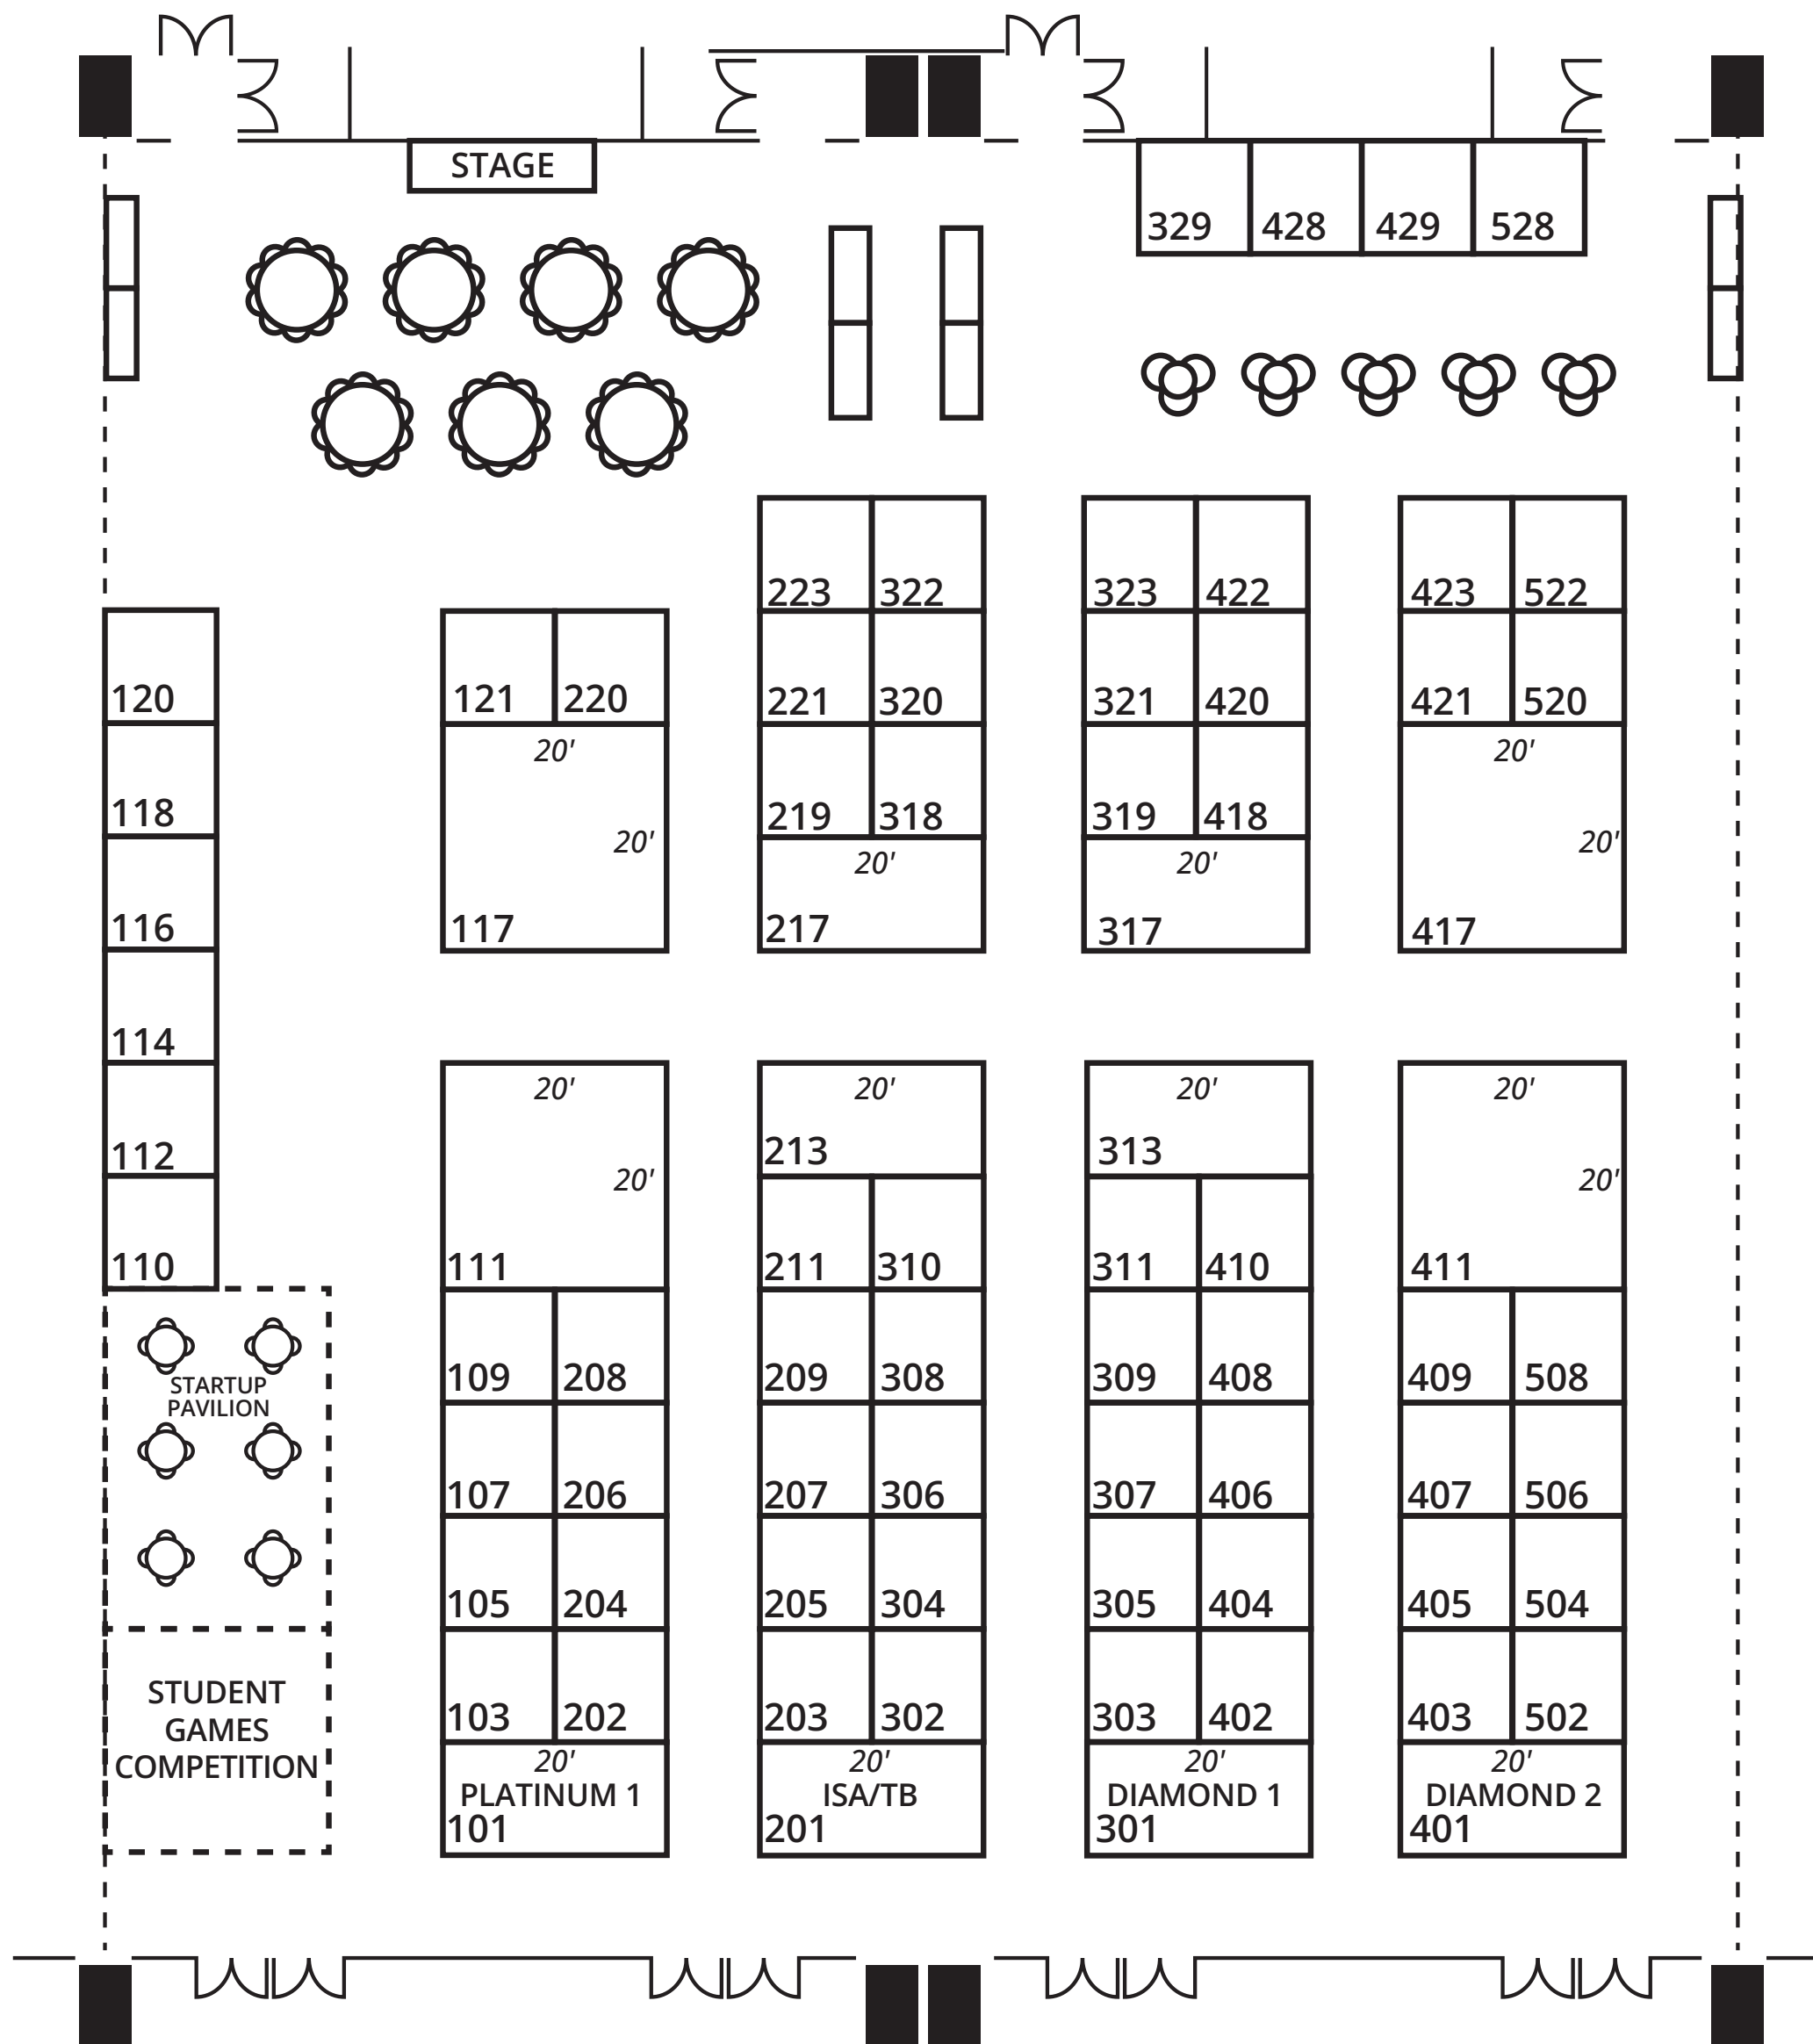 STAGE
329 428 429 528
223 322 323 422 423 522
120 121 220 221 320 321 420 421 520
20' 20'
118 219 318 319 418
20' 20'
20' 20'
116 117 217 317 417
114
20' 20' 20' 20'
112 213 313
20' 20'
110 111 211 310 311 410 411
109 208 209 308 309 408 409 508
STARTUP
PAVILION
107 206 207 306 307 406 407 506
105 204 205 304 305 404 405 504
STUDENT
103 202 203 302 303 402 403 502
GAMES
COMPETITION
20' 20' 20' 20'
PLATINUM 1 ISA/TB DIAMOND 1 DIAMOND 2
101 201 301 401